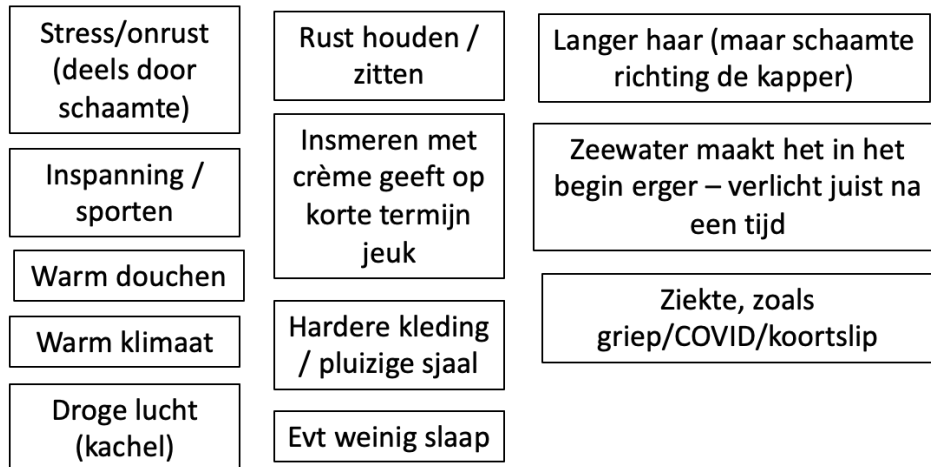 Stress/onrust
(deels door
schaamte)
Inspanning /
sporten
Warm douchen
Warm klimaat
Droge lucht
(kachel)
Rust houden /
zitten
Insmeren met
crème geeft op
korte termijn
jeuk
Hardere kleding
/ pluizige sjaal
Evt weinig slaap
Langer haar (maar schaamte
richting de kapper)
Zeewater maakt het in het
begin erger – verlicht juist na
een tijd
Ziekte, zoals
griep/COVID/koortslip